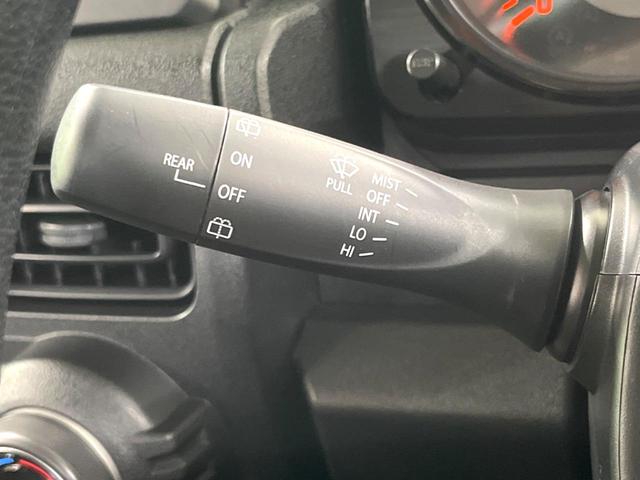 REAR
ON
OFF
PULL
MIST
OFF
INT
LO
HI